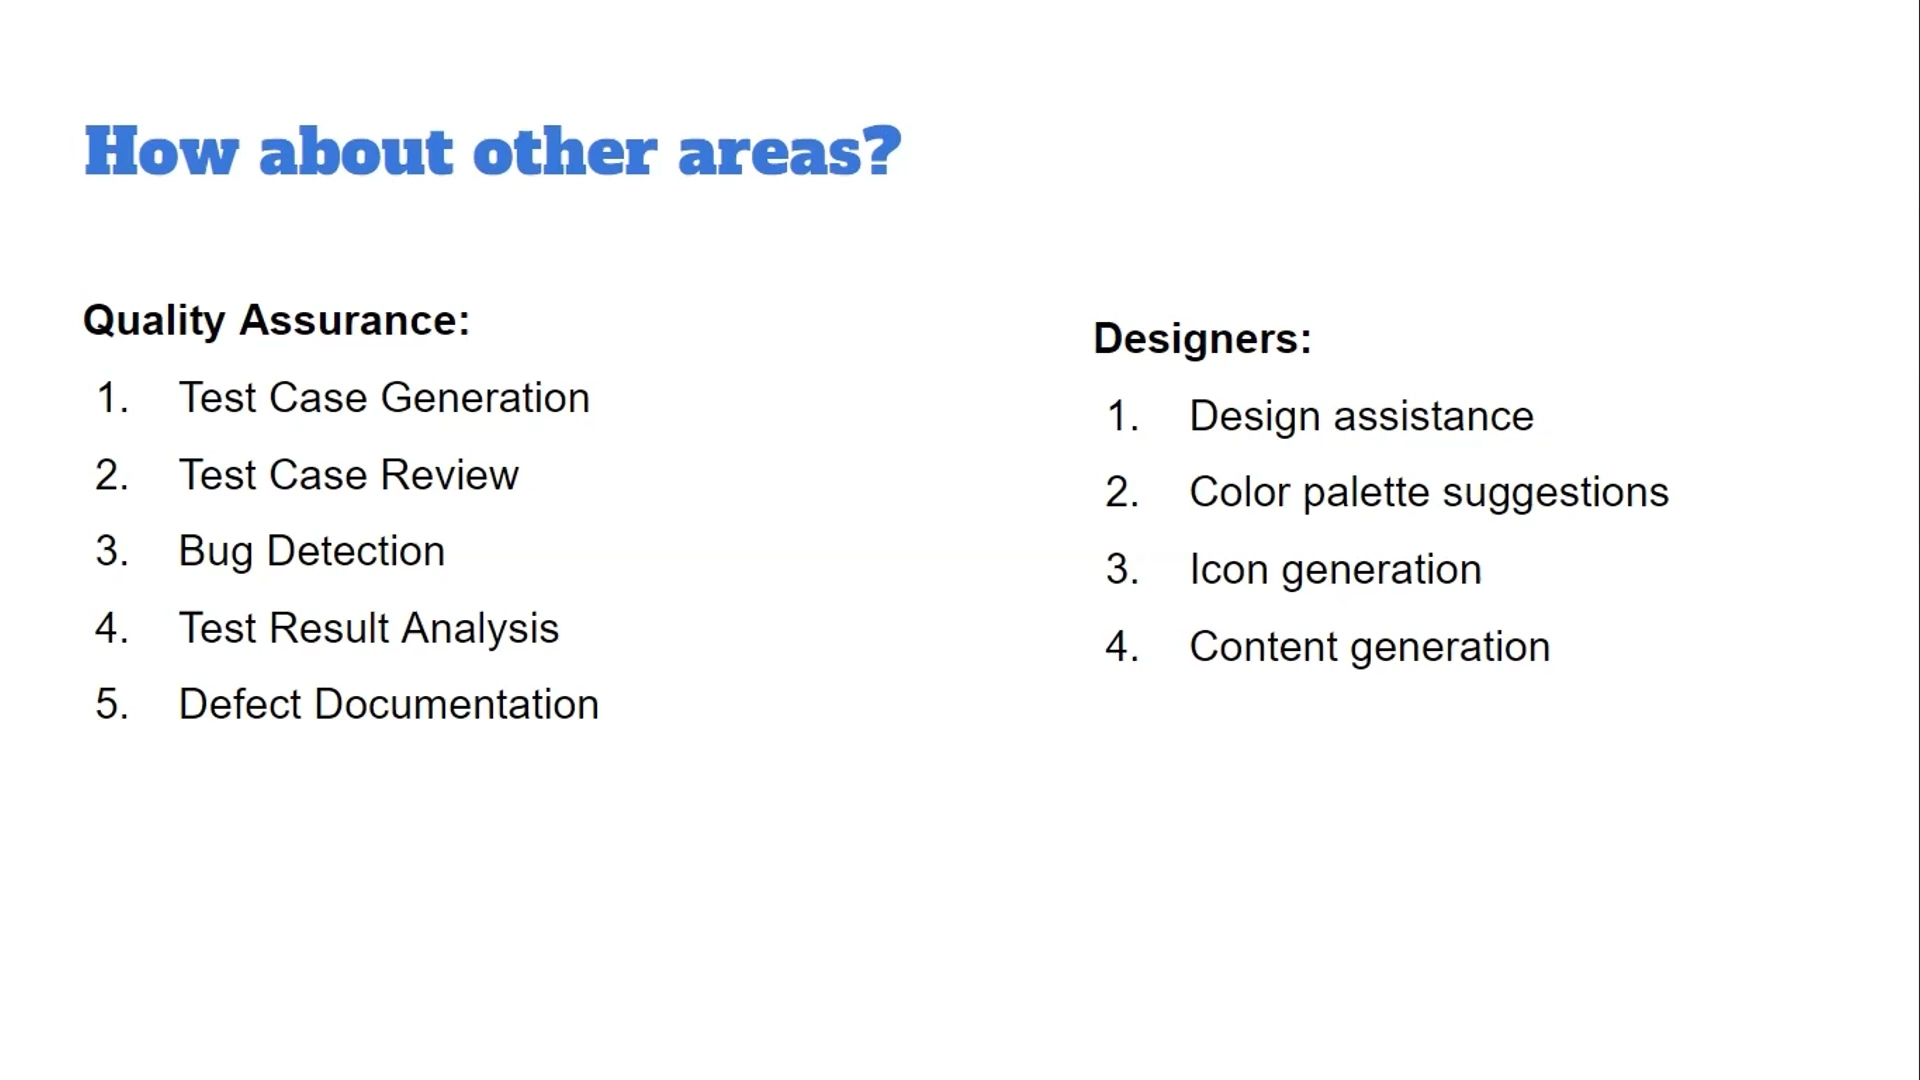 How about other areas?
Quality Assurance:
1. Test Case Generation
2. Test Case Review
3. Bug Detection
4. Test Result Analysis
5. Defect Documentation
Designers:
1. Design assistance
2. Color palette suggestions
3. Icon generation
4. Content generation